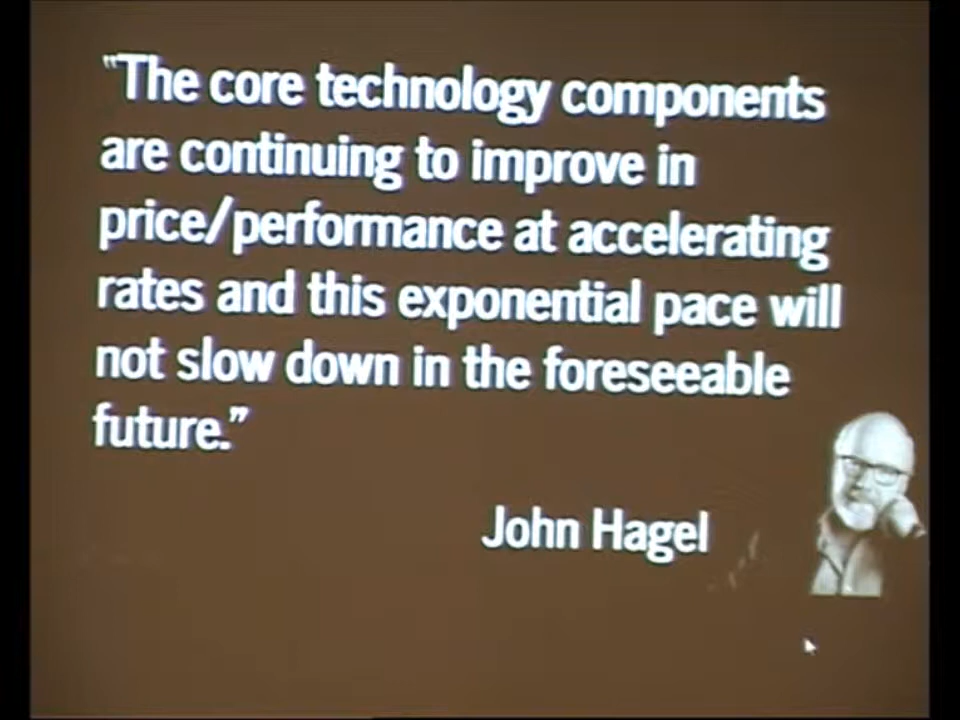 "The core technology components
are continuing to improve in
price/performance at accelerating
rates and this exponential pace will
not slow down in the foreseeable
future."
John Hagel